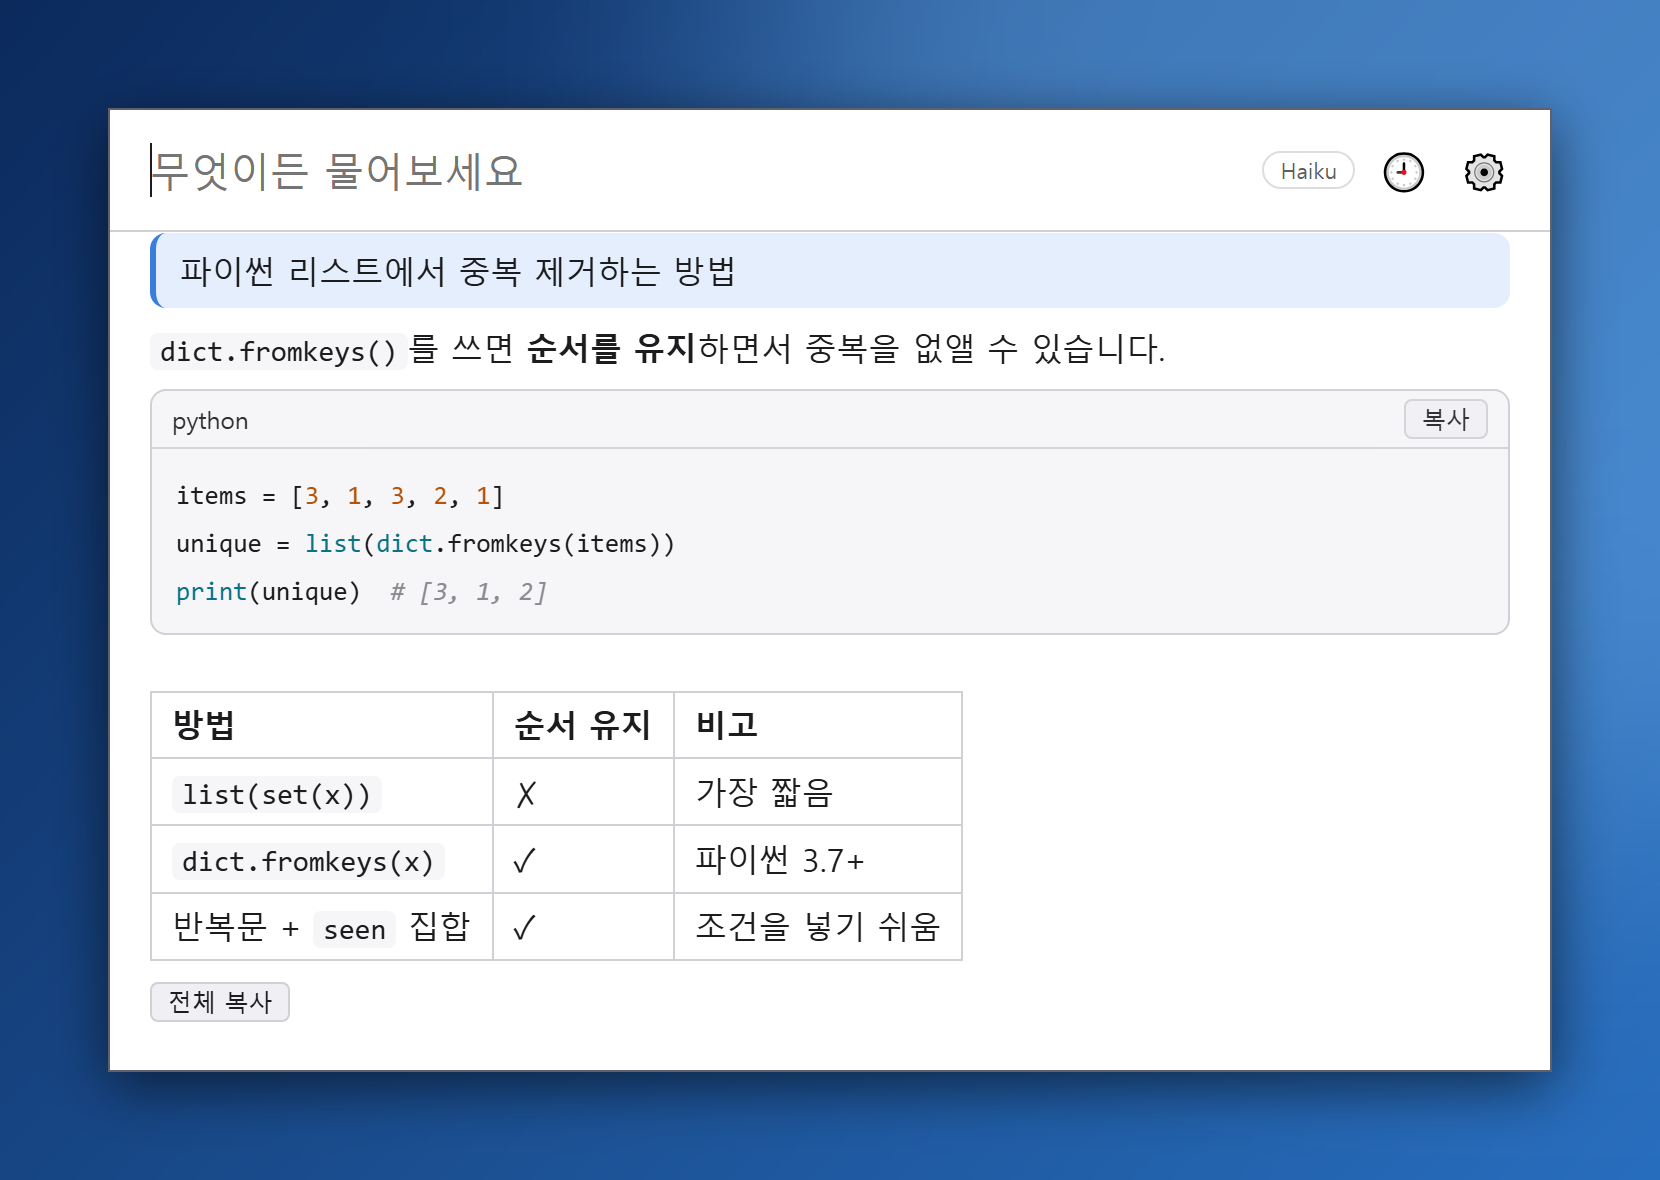 무엇이든 물어보세요
Haiku
파이썬 리스트에서 중복 제거하는 방법
dict.fromkeys()를 쓰면 순서를 유지하면서 중복을 없앨 수 있습니다.
python
복사
items = [3, 1, 3, 2, 1]
unique = list(dict.fromkeys(items))
print(unique)  # [3, 1, 2]
방법 순서 유지 비고
list(set(x)) ✗ 가장 짧음
dict.fromkeys(x) ✓ 파이썬 3.7+
반복문 + seen 집합 ✓ 조건을 넣기 쉬움
전체 복사